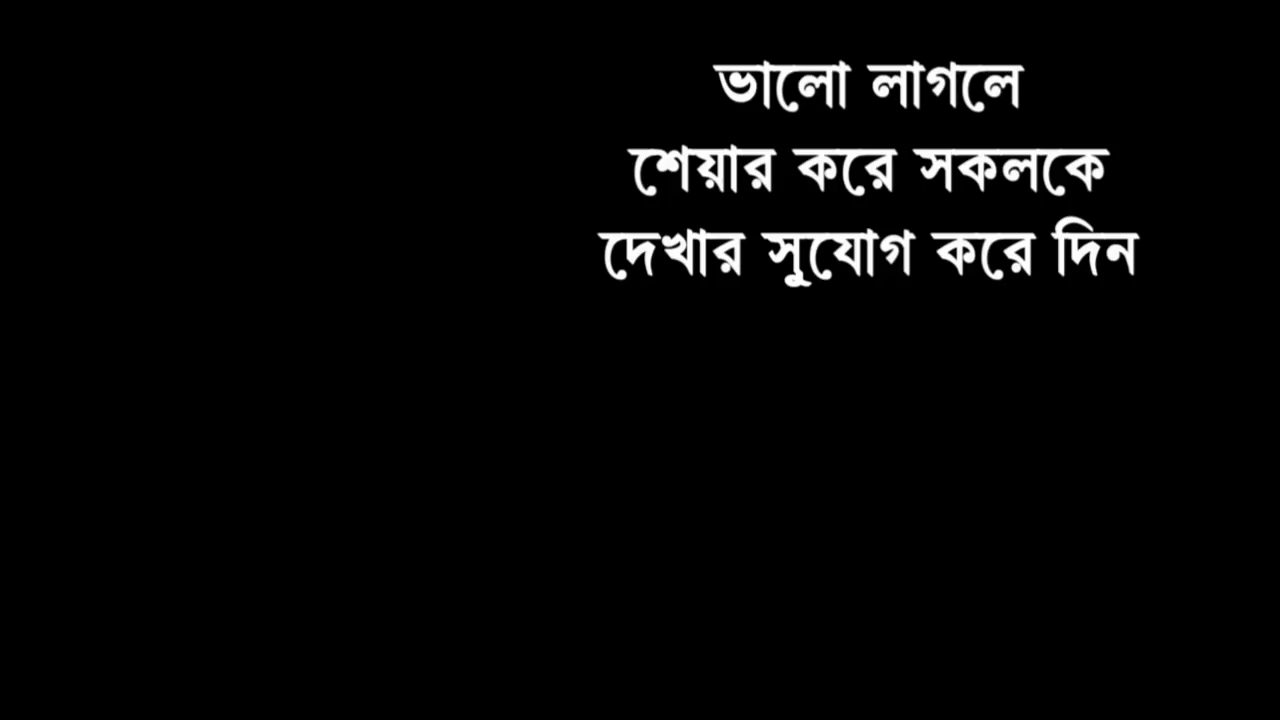 ভালো লাগলে
শেয়ার করে সকলকে
দেখার সুযোগ করে দিন